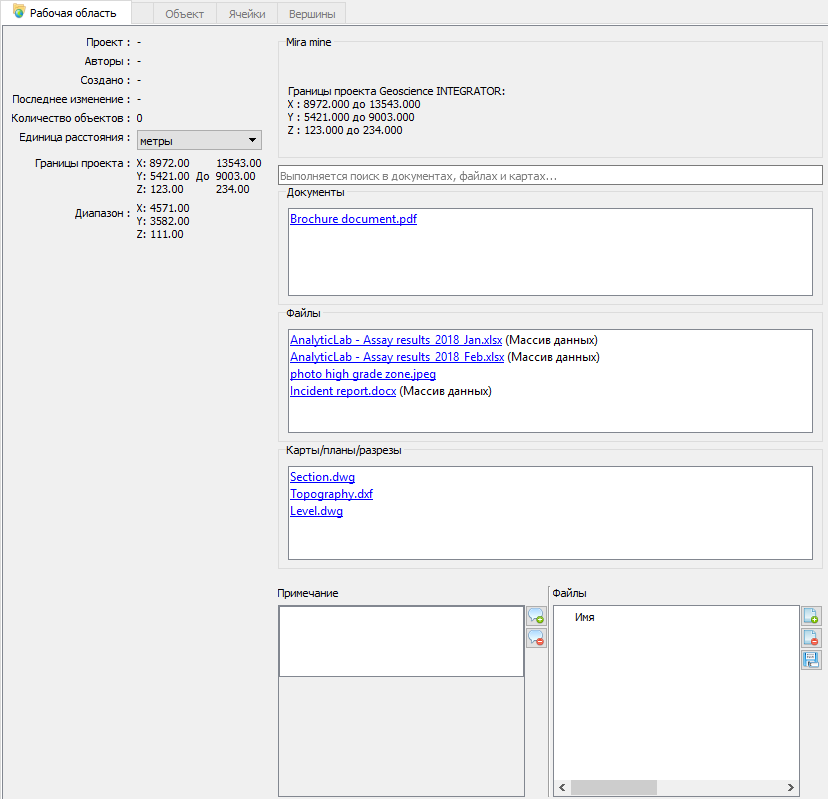 Рабочая область
Объект
Ячейки
Вершины
Проект : -
Авторы : -
Создано : -
Последнее изменение : -
Количество объектов : 0
Единица расстояния : метры
Границы проекта : X: 8972.00 13543.00
Y: 5421.00 До 9003.00
Z: 123.00 234.00
Диапазон : X: 4571.00
Y: 3582.00
Z: 111.00
Mira mine
Границы проекта Geoscience INTEGRATOR:
X : 8972.000 до 13543.000
Y : 5421.000 до 9003.000
Z : 123.000 до 234.000
Выполняется поиск в документах, файлах и картах...
Документы
Brochure document.pdf
Файлы
AnalyticLab - Assay results_2018_Jan.xlsx (Массив данных)
AnalyticLab - Assay results_2018_Feb.xlsx (Массив данных)
photo high grade zone.jpeg
Incident report.docx (Массив данных)
Карты/планы/разрезы
Section.dwg
Topography.dxf
Level.dwg
Примечание
Файлы
Имя